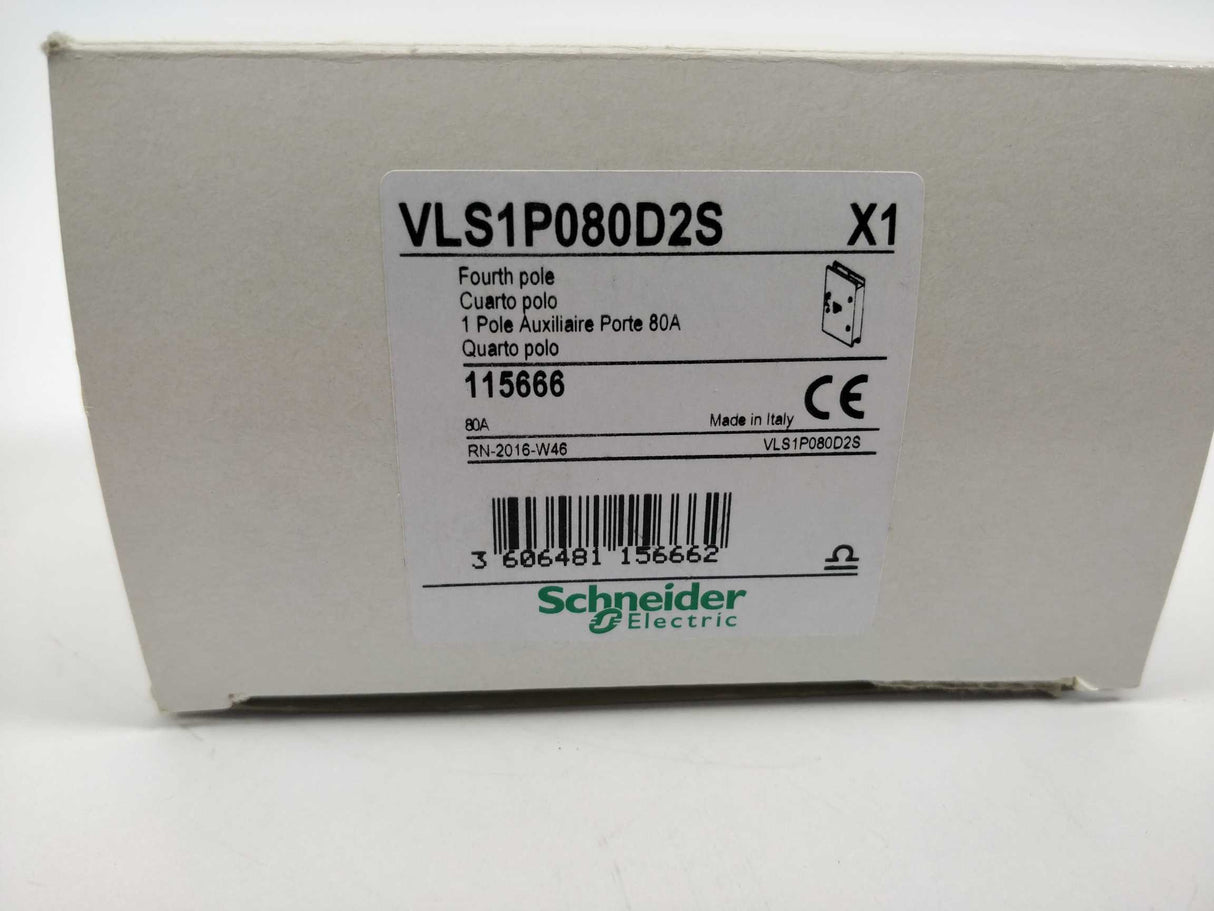 VLS1P080D2S X1
Fourth pole
Cuarto polo
1 Pole Auxiliaire Porte 80A
Quarto polo
115666
80A Made in Italy CE
RN-2016-W46 VLS1P080D2S
3 606481 156662
Schneider
Electric